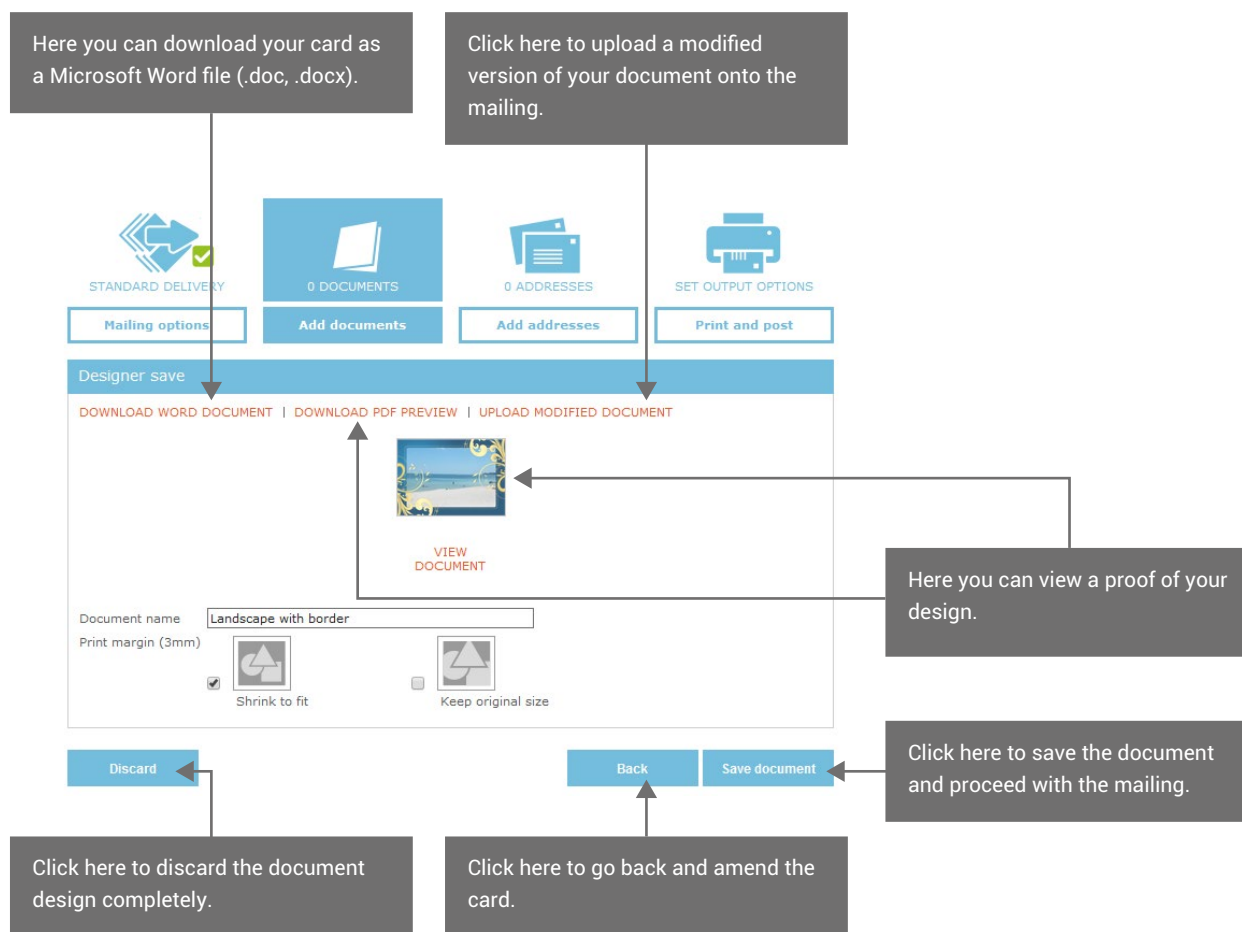 Here you can download your card as
a Microsoft Word file (.doc, .docx).
Click here to upload a modified
version of your document onto the
mailing.
STANDARD DELIVERY
0 DOCUMENTS
0 ADDRESSES
SET OUTPUT OPTIONS
Mailing options
Add documents
Add addresses
Print and post
Designer save
DOWNLOAD WORD DOCUMENT | DOWNLOAD PDF PREVIEW | UPLOAD MODIFIED DOCUMENT
VIEW
DOCUMENT
Here you can view a proof of your
design.
Document name Landscape with border
Print margin (3mm)
Shrink to fit
Keep original size
Discard
Back
Save document
Click here to save the document
and proceed with the mailing.
Click here to discard the document
design completely.
Click here to go back and amend the
card.